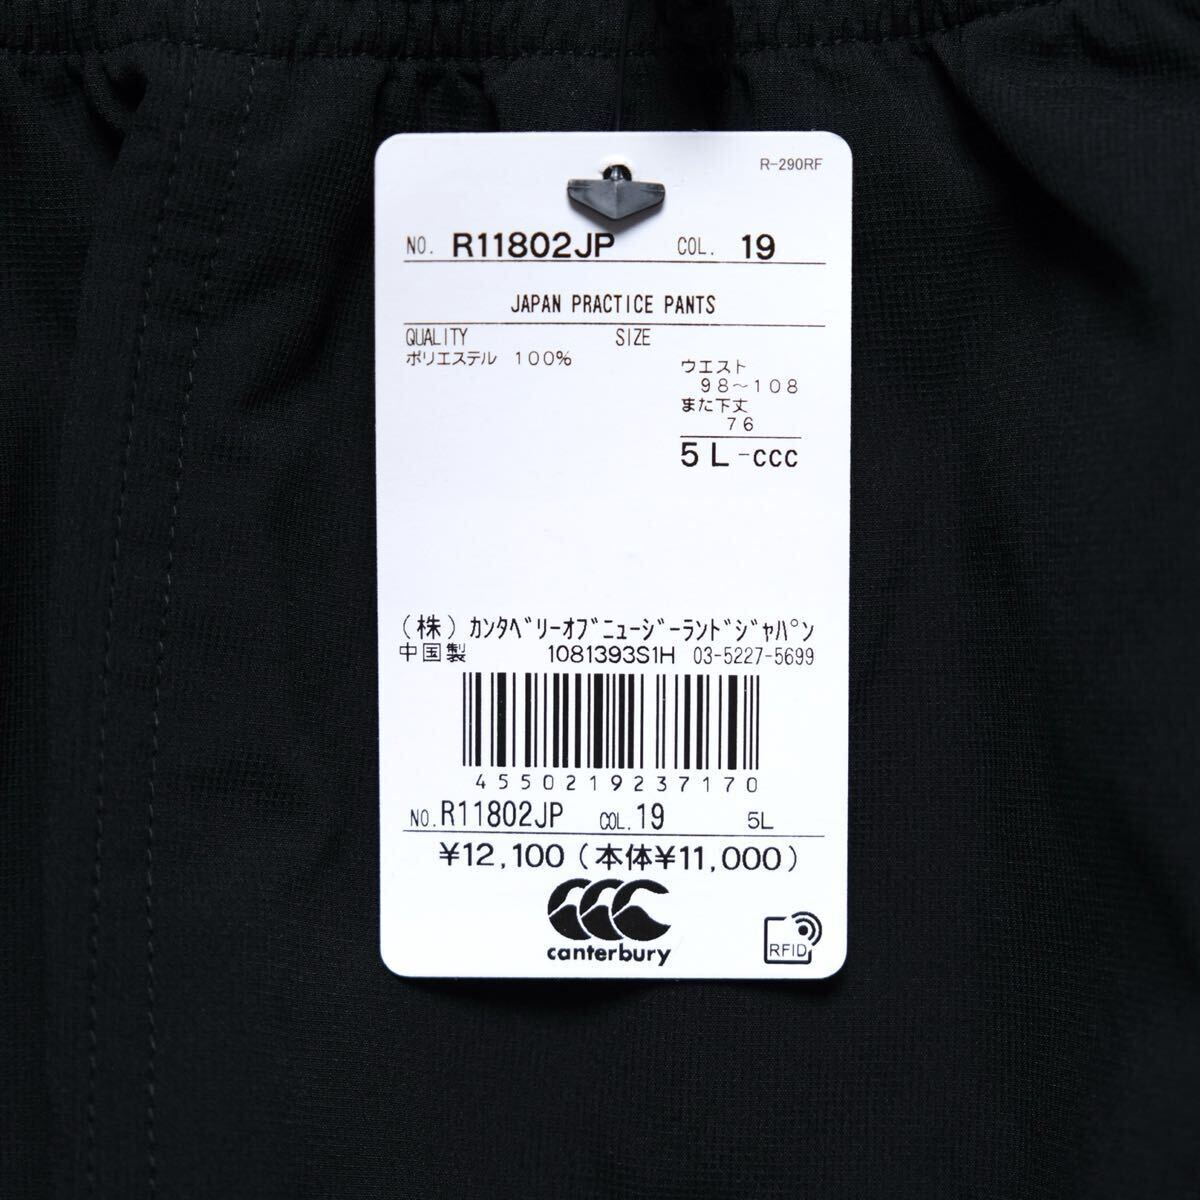 R-290RF
NO. R11802JP COL. 19
JAPAN PRACTICE PANTS
QUALITY SIZE
ポリエステル 100%
ウエスト
98〜108
また下丈
76
5L-ccc
(株)ｶﾝﾀﾍﾞﾘｰｵﾌﾞﾆｭｰｼﾞｰﾗﾝﾄﾞｼﾞｬﾊﾟﾝ
中国製 1081393S1H 03-5227-5699
4550219237170
NO. R11802JP COL. 19 5L
¥12,100(本体¥11,000)
canterbury
RFID